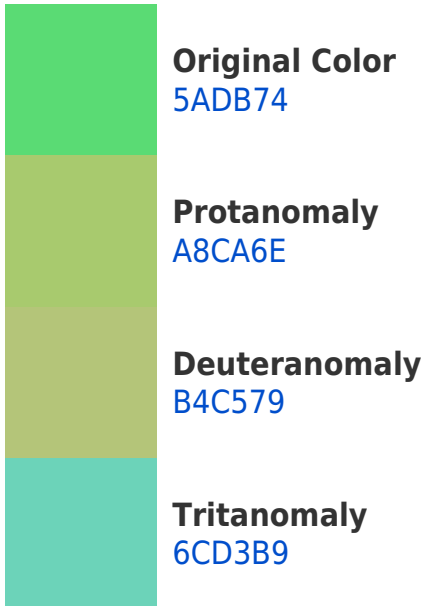 Original Color
5ADB74
Protanomaly
A8CA6E
Deuteranomaly
B4C579
Tritanomaly
6CD3B9